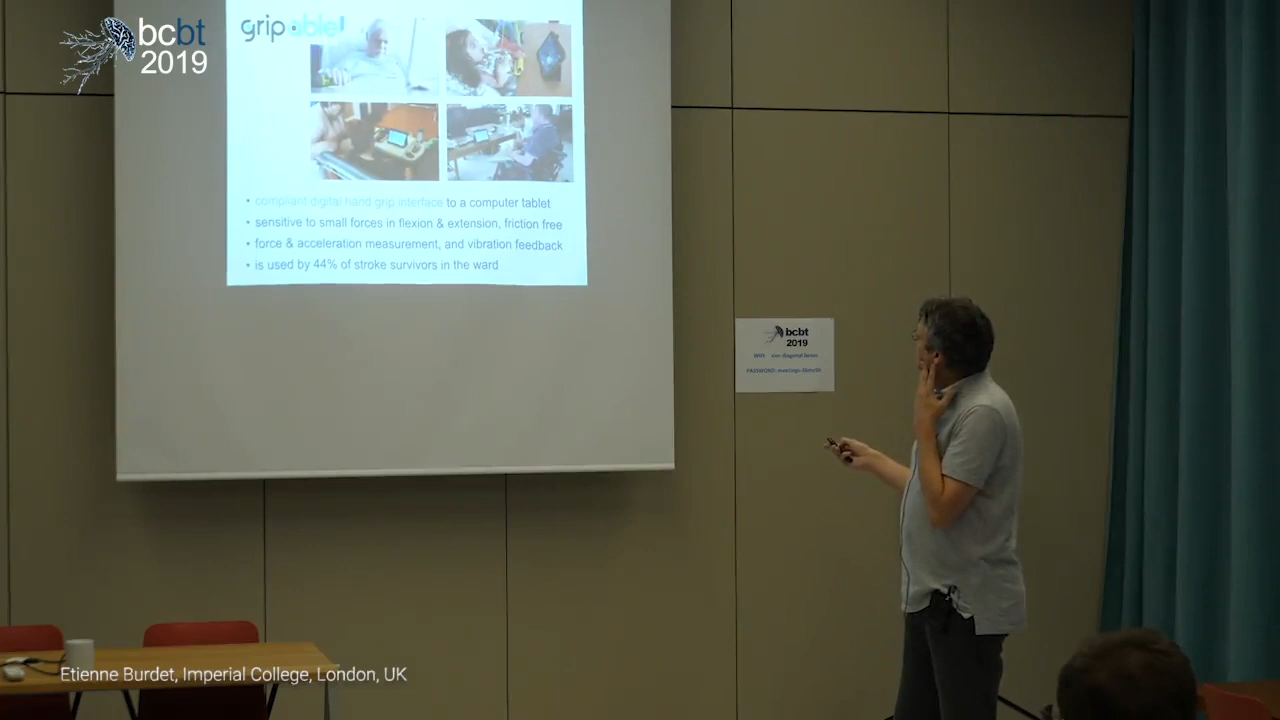 bcbt
2019
gripable!
• compliant digital hand grip interface to a computer tablet
• sensitive to small forces in flexion & extension, friction free
• force & acceleration measurement, and vibration feedback
• is used by 44% of stroke survivors in the ward
bcbt
2019
WIFI
PASSWORD:
Etienne Burdet, Imperial College, London, UK